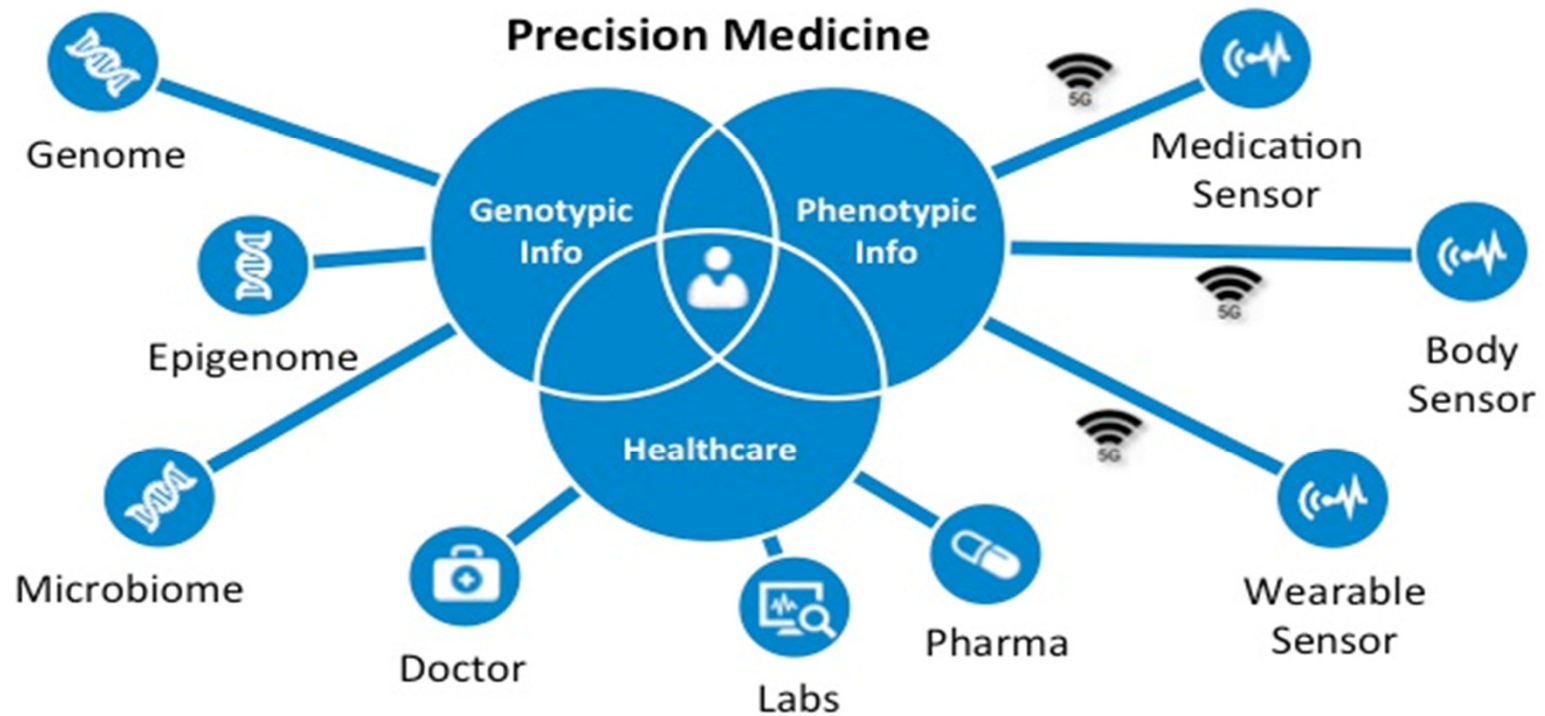 Precision Medicine
5G
Medication
Sensor
Genome
Genotypic
Info
Phenotypic
Info
5G
Body
Sensor
Epigenome
5G
Healthcare
Microbiome
Doctor
Labs
Pharma
Wearable
Sensor